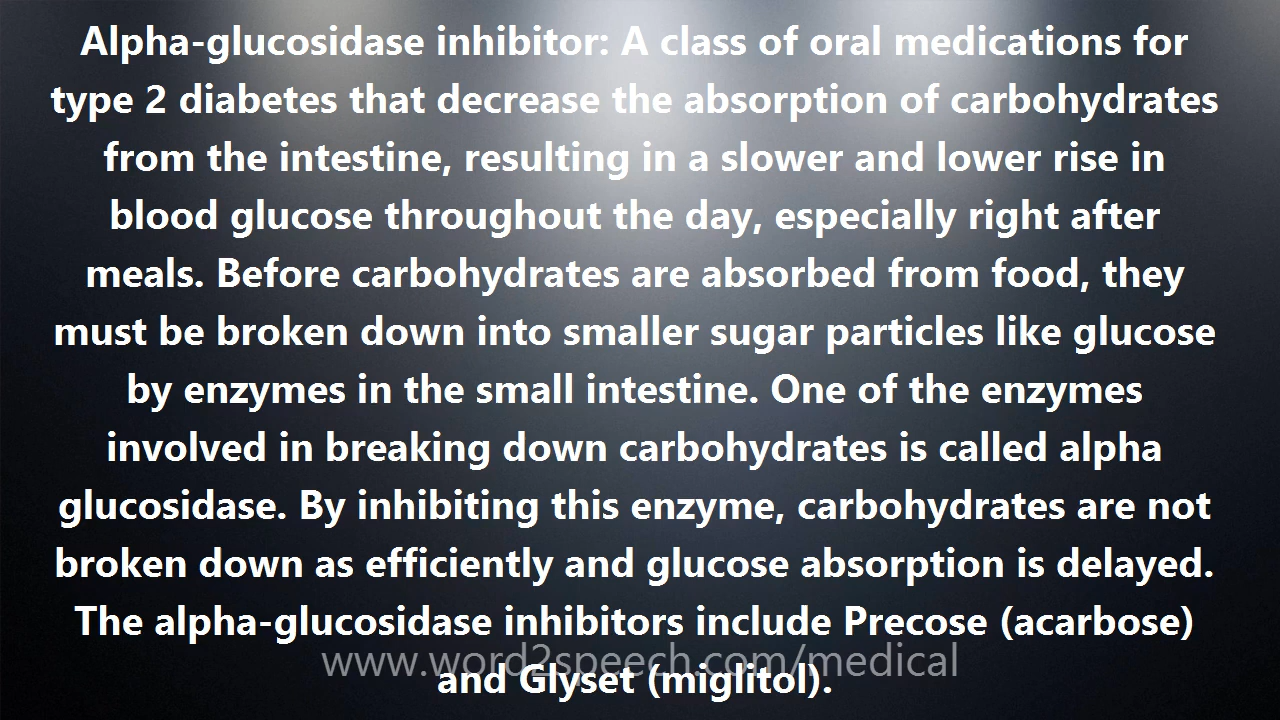 Alpha-glucosidase inhibitor: A class of oral medications for
type 2 diabetes that decrease the absorption of carbohydrates
from the intestine, resulting in a slower and lower rise in
blood glucose throughout the day, especially right after
meals. Before carbohydrates are absorbed from food, they
must be broken down into smaller sugar particles like glucose
by enzymes in the small intestine. One of the enzymes
involved in breaking down carbohydrates is called alpha
glucosidase. By inhibiting this enzyme, carbohydrates are not
broken down as efficiently and glucose absorption is delayed.
The alpha-glucosidase inhibitors include Precose (acarbose)
www.word2speech.com/medical
and Glyset (miglitol).